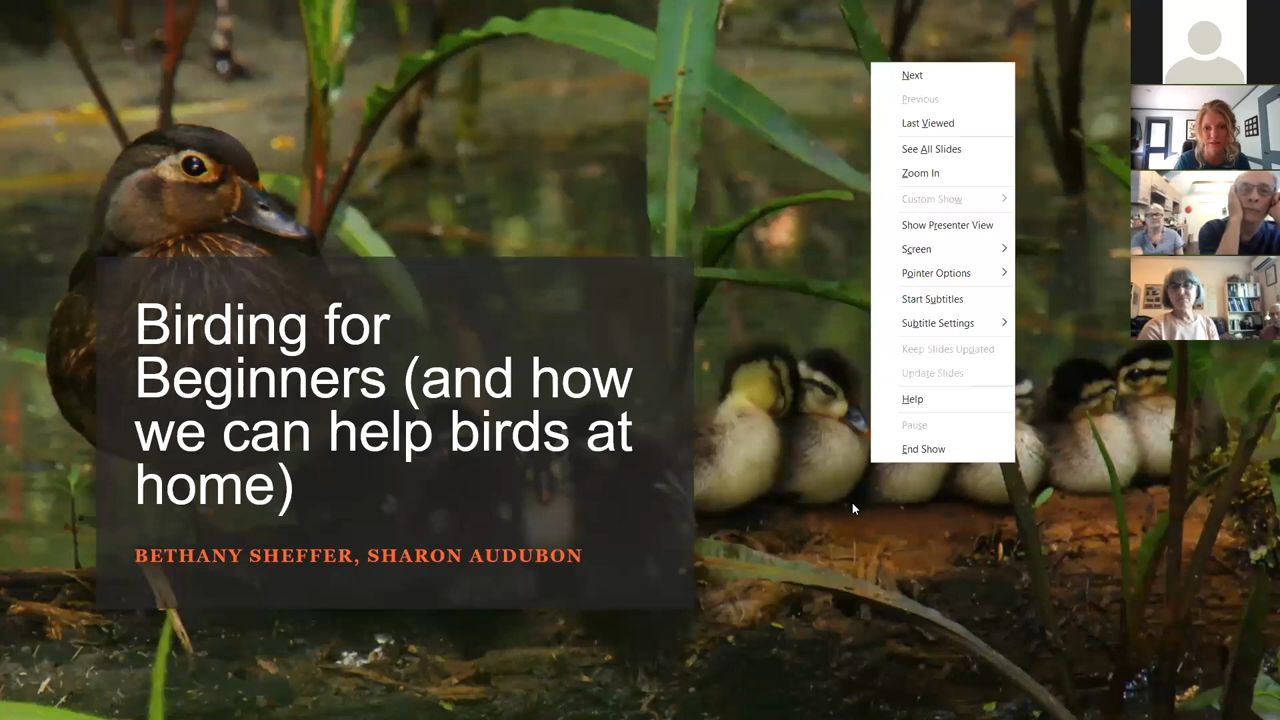 Birding for
Beginners (and how
we can help birds at
home)
BETHANY SHEFFER, SHARON AUDUBON
Next
Previous
Last Viewed
See All Slides
Zoom In
Custom Show
Show Presenter View
Screen
Pointer Options
Start Subtitles
Subtitle Settings
Keep Slides Updated
Update Slides
Help
Pause
End Show